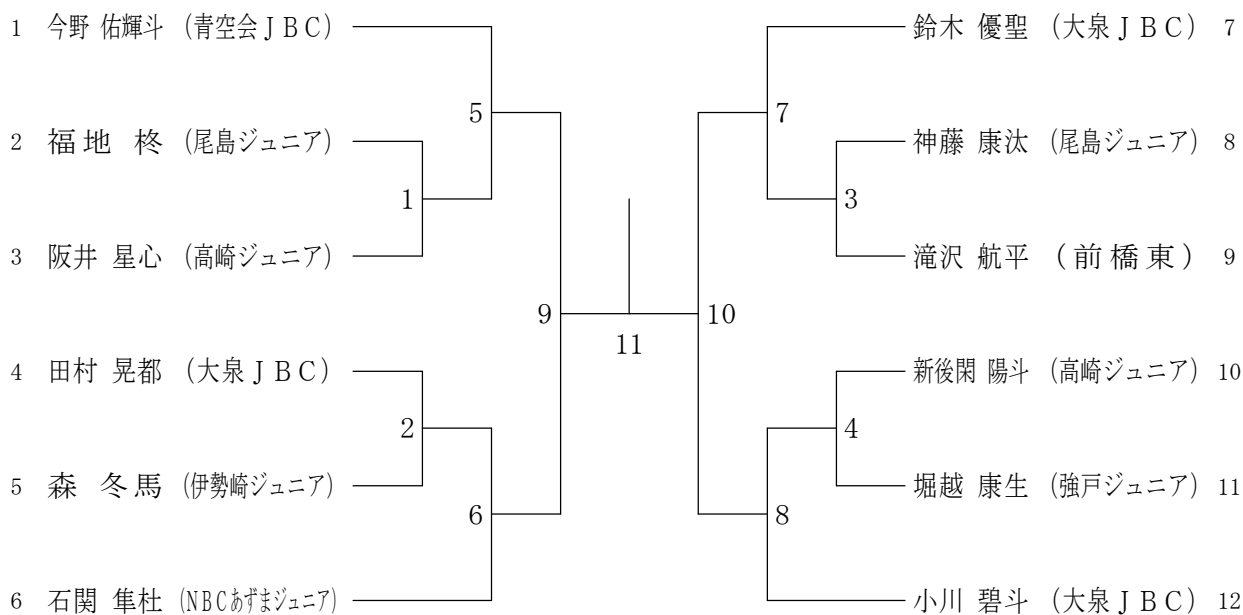 1 今野 佑輝斗 (青空会ＪＢＣ)
2 福地 柊 (尾島ジュニア)
3 阪井 星心 (高崎ジュニア)
4 田村 晃都 (大泉ＪＢＣ)
5 森 冬馬 (伊勢崎ジュニア)
6 石関 隼杜 (NBCあずまジュニア)
5
1
2
6
9
11
10
7
3
4
8
鈴木 優聖 (大泉ＪＢＣ) 7
神藤 康汰 (尾島ジュニア) 8
滝沢 航平 (前橋東) 9
新後閑 陽斗 (高崎ジュニア) 10
堀越 康生 (強戸ジュニア) 11
小川 碧斗 (大泉ＪＢＣ) 12